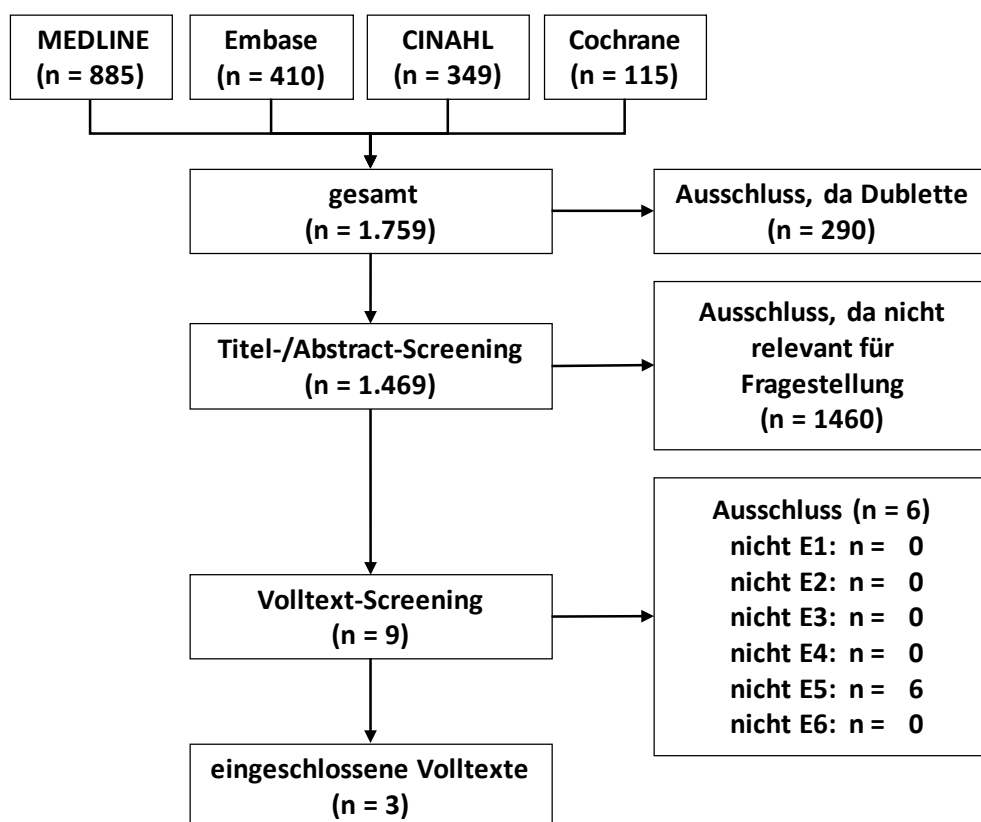 MEDLINE
(n = 885)
Embase
(n = 410)
CINAHL
(n = 349)
Cochrane
(n = 115)
gesamt
(n = 1.759)
Ausschluss, da Dublette
(n = 290)
Titel-/Abstract-Screening
(n = 1.469)
Ausschluss, da nicht
relevant für
Fragestellung
(n = 1460)
Volltext-Screening
(n = 9)
Ausschluss (n = 6)
nicht E1: n = 0
nicht E2: n = 0
nicht E3: n = 0
nicht E4: n = 0
nicht E5: n = 6
nicht E6: n = 0
eingeschlossene Volltexte
(n = 3)